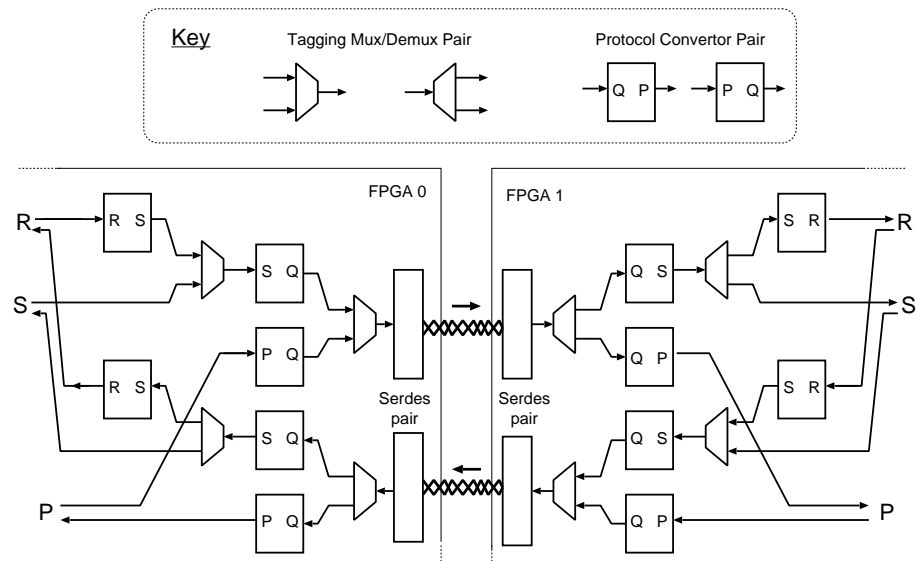 Key
Tagging Mux/Demux Pair
Protocol Convertor Pair
Q P
P Q
FPGA 0
FPGA 1
R
R S
S Q
Q S
S R
R
S
S
P Q
Q P
R S
S R
Serdes
pair
Serdes
pair
S Q
Q S
P
P Q
Q P
P